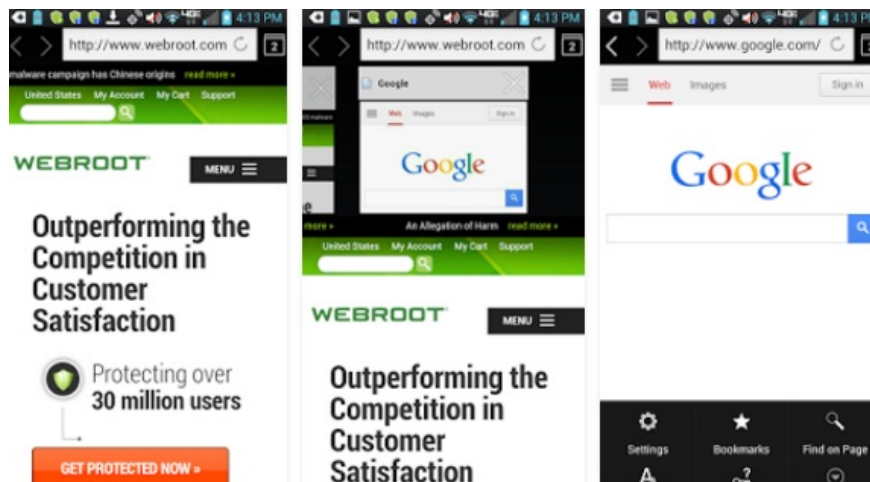 4G
4:13 PM
http://www.webroot.com
2
malware campaign has Chinese origins read more »
United States My Account My Cart Support
WEBROOT
MENU
Outperforming the
Competition in
Customer
Satisfaction
Protecting over
30 million users
GET PROTECTED NOW »
4G
4:13 PM
http://www.webroot.com
2
Google
Web Images Sign in
Google
more » An Allegation of Harm read more »
United States My Account My Cart Support
WEBROOT
MENU
Outperforming the
Competition in
Customer
Satisfaction
4G
4:13 PM
http://www.google.com/
Web Images Sign in
Google
Settings Bookmarks Find on Page